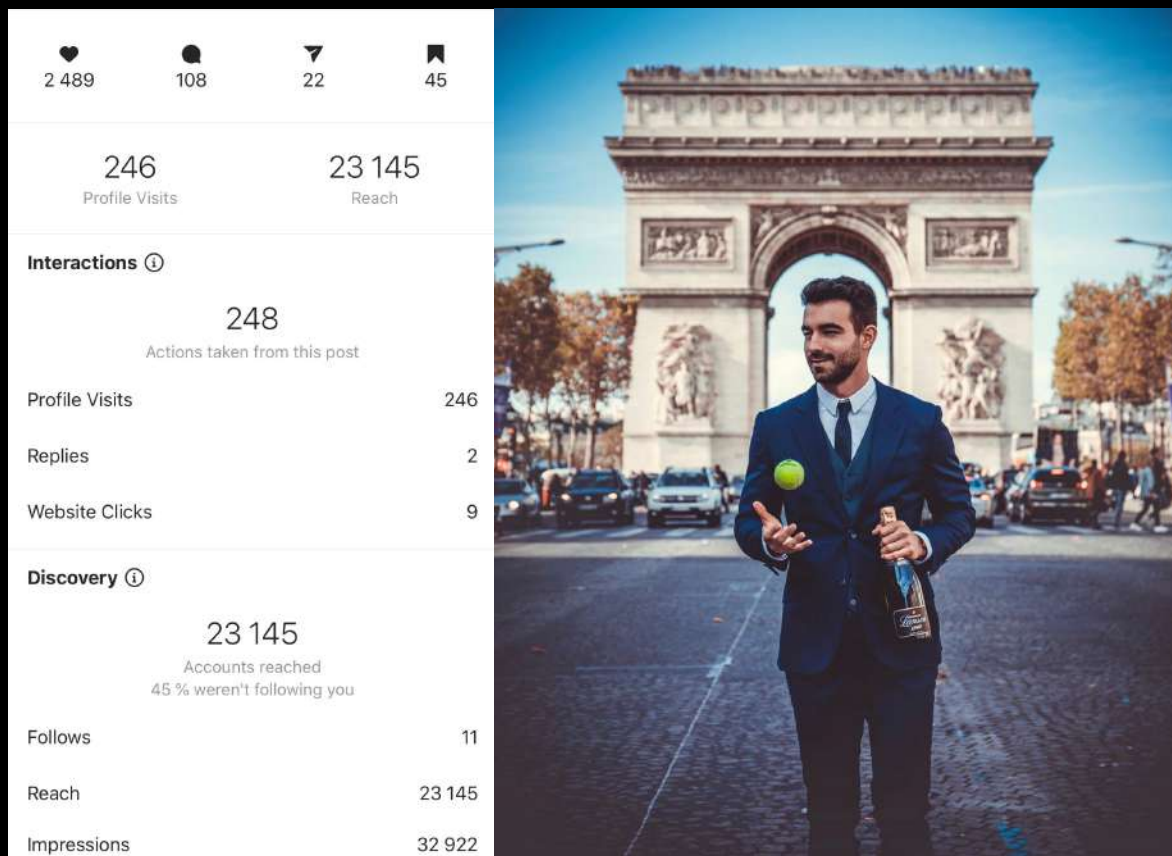 2 489 108 22 45
246 23 145
Profile Visits Reach
Interactions
248
Actions taken from this post
Profile Visits 246
Replies 2
Website Clicks 9
Discovery
23 145
Accounts reached
45 % weren't following you
Follows 11
Reach 23 145
Impressions 32 922
Lanson